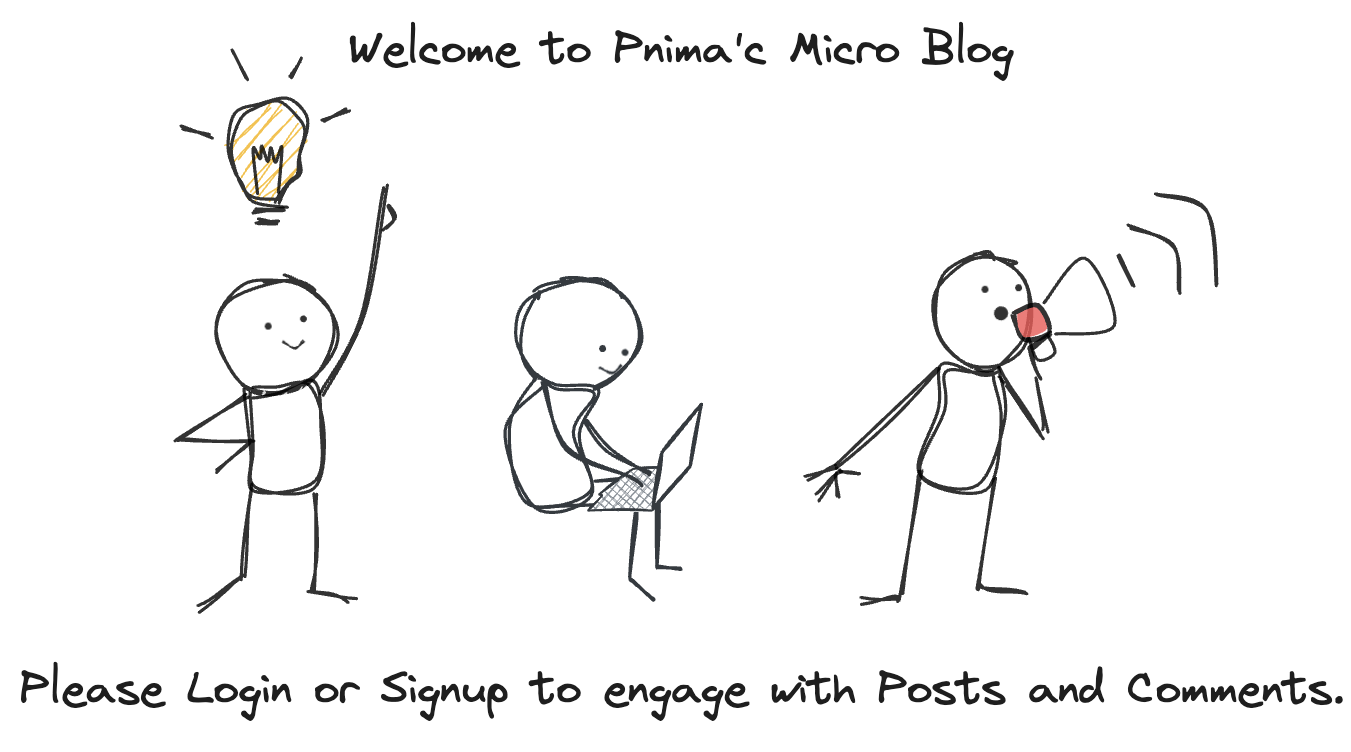 Welcome to Pnima'c Micro Blog
Please Login or Signup to engage with Posts and Comments.